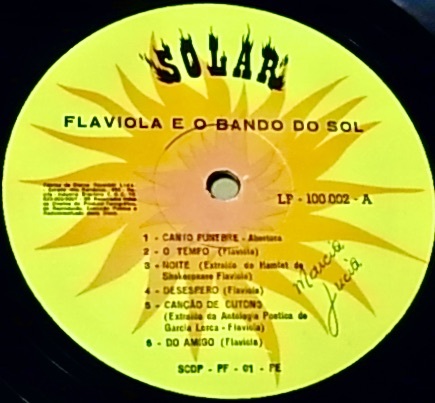 SOLAR
FLAVIOLA E O BANDO DO SOL
LP - 100 002 - A
1 - CANTO FUNEBRE - Abertura
2 - O TEMPO (Flaviola)
3 - NOITE (Extraído do Hamlet de
Shakespeare Flaviola)
4 - DESESPERO (Flaviola)
5 - CANÇÃO DE OUTONO
(Extraído da Antologia Poetica de
Garcia Lorca - Flaviola)
6 - DO AMIGO (Flaviola)
Marcia
Lucia
SCDP - PF - 01 - PE